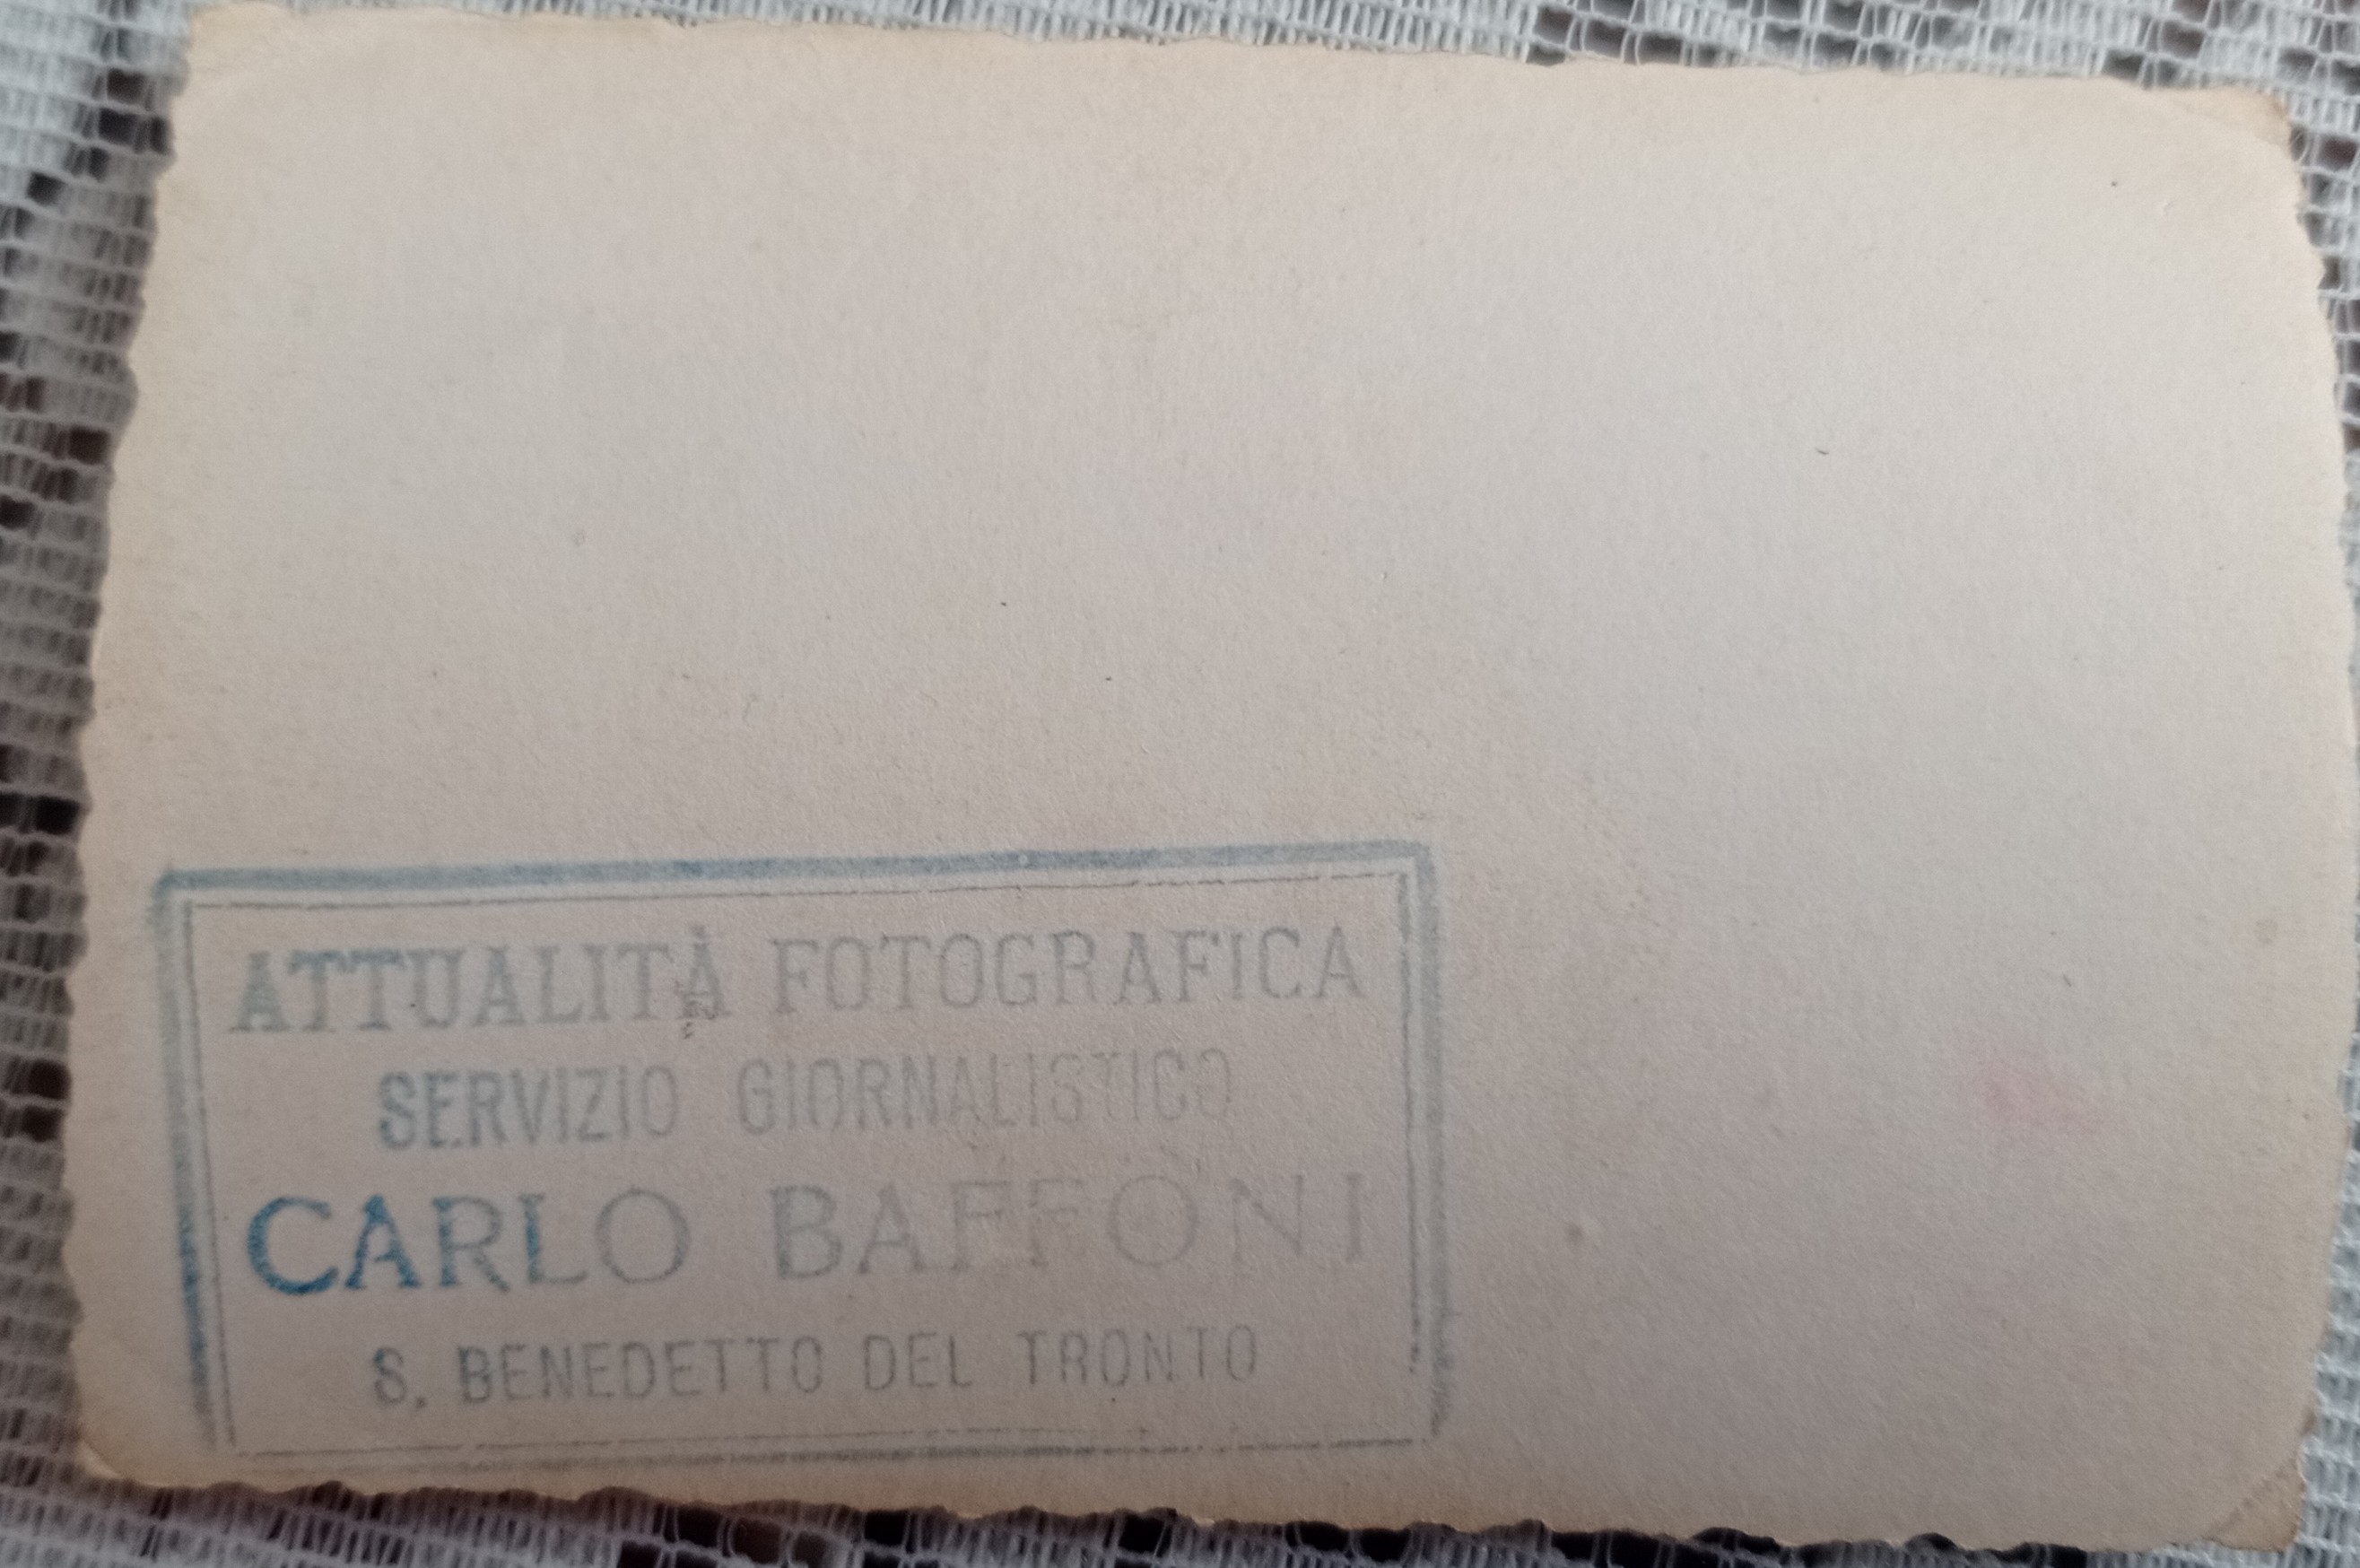 ATTUALITÀ FOTOGRAFICA
SERVIZIO GIORNALISTICO
CARLO BAFFONI
S. BENEDETTO DEL TRONTO